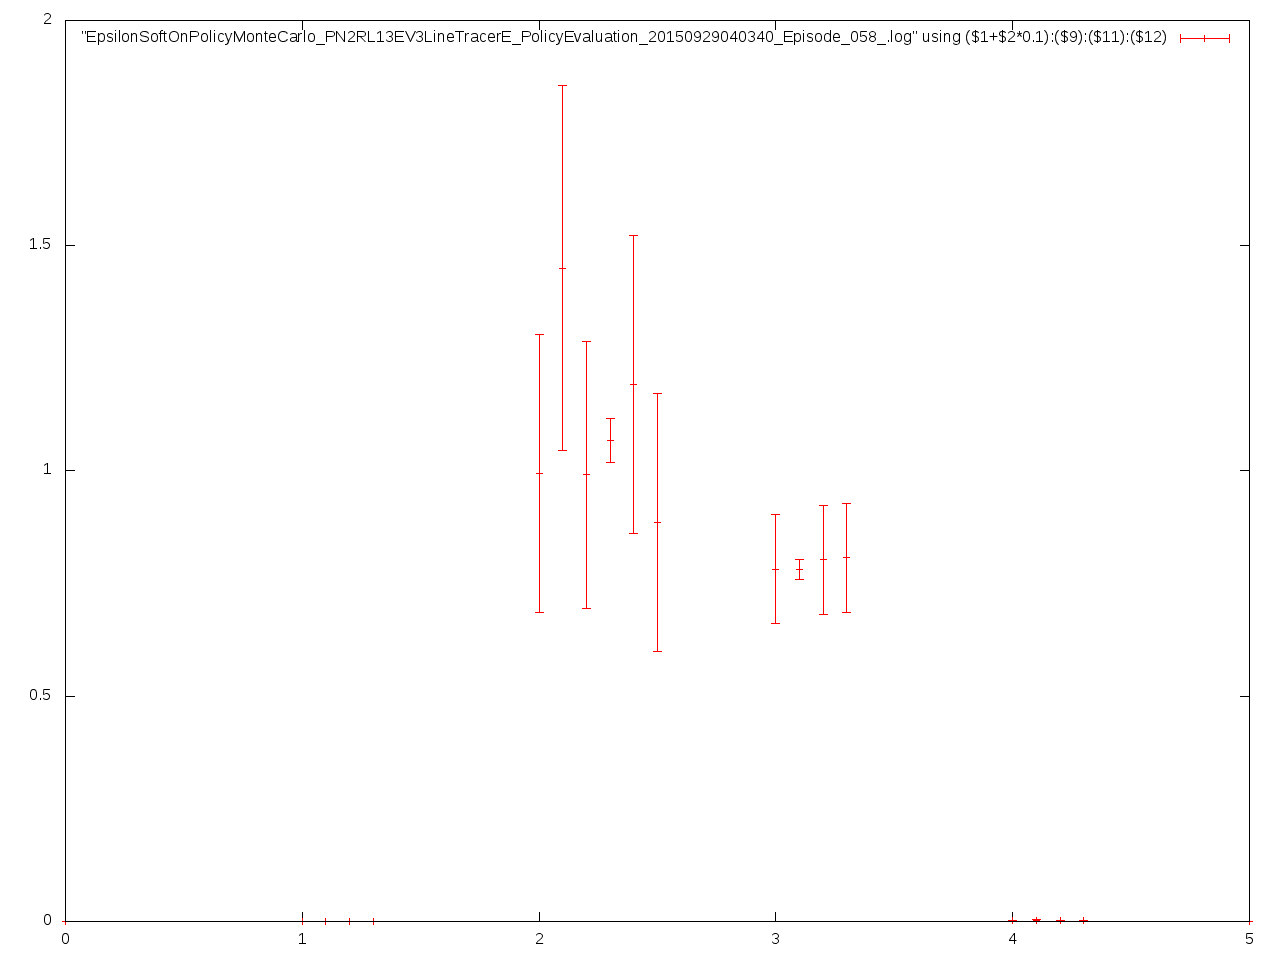 2
"EpsilonSoftOnPolicyMonteCarlo_PN2RL13EV3LineTracerE_PolicyEvaluation_20150929040340_Episode_058_.log" using ($1+$2*0.1):($9):($11):($12)
1.5
1
0.5
0
0 1 2 3 4 5